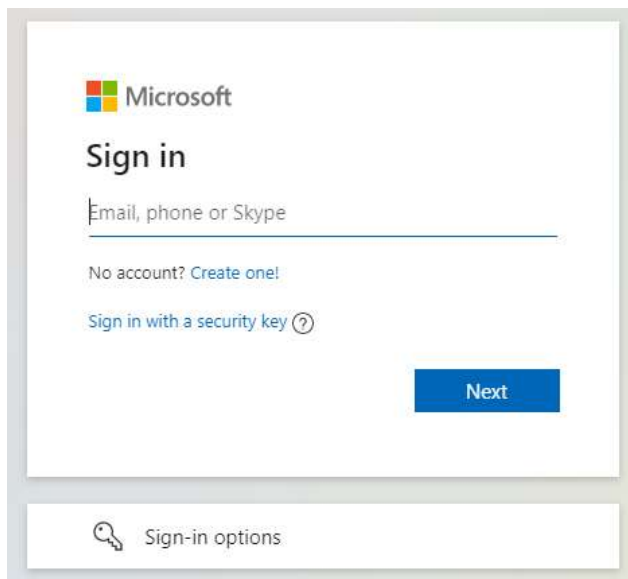 Microsoft
Sign in
Email, phone or Skype
No account? Create one!
Sign in with a security key
Next
Sign-in options